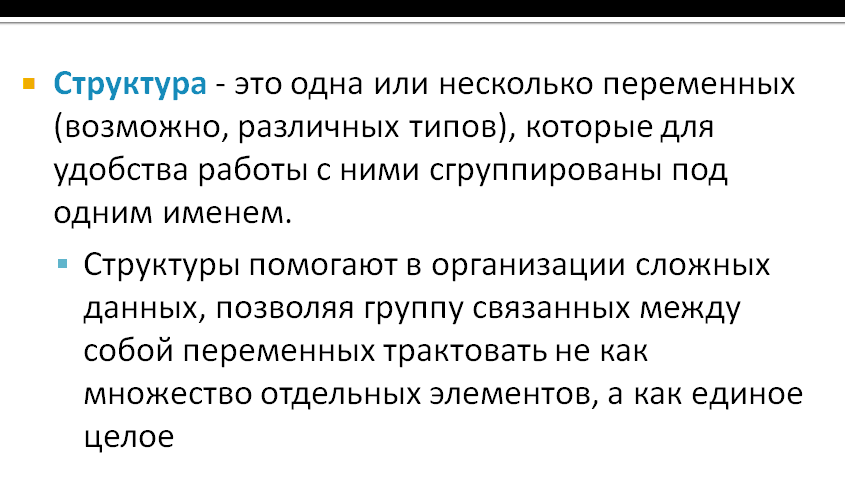 Структура - это одна или несколько переменных
(возможно, различных типов), которые для
удобства работы с ними сгруппированы под
одним именем.
Структуры помогают в организации сложных
данных, позволяя группу связанных между
собой переменных трактовать не как
множество отдельных элементов, а как единое
целое